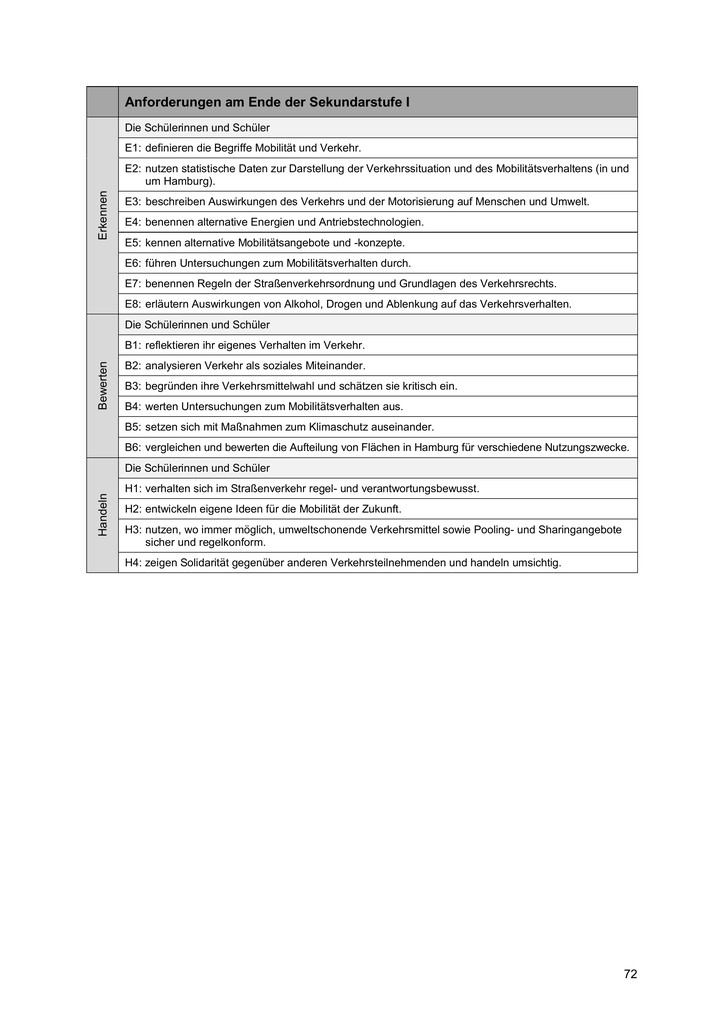 Anforderungen am Ende der Sekundarstufe I
Erkennen
Die Schülerinnen und Schüler
E1: definieren die Begriffe Mobilität und Verkehr.
E2: nutzen statistische Daten zur Darstellung der Verkehrssituation und des Mobilitätsverhaltens (in und
um Hamburg).
E3: beschreiben Auswirkungen des Verkehrs und der Motorisierung auf Menschen und Umwelt.
E4: benennen alternative Energien und Antriebstechnologien.
E5: kennen alternative Mobilitätsangebote und -konzepte.
E6: führen Untersuchungen zum Mobilitätsverhalten durch.
E7: benennen Regeln der Straßenverkehrsordnung und Grundlagen des Verkehrsrechts.
E8: erläutern Auswirkungen von Alkohol, Drogen und Ablenkung auf das Verkehrsverhalten.
Bewerten
Die Schülerinnen und Schüler
B1: reflektieren ihr eigenes Verhalten im Verkehr.
B2: analysieren Verkehr als soziales Miteinander.
B3: begründen ihre Verkehrsmittelwahl und schätzen sie kritisch ein.
B4: werten Untersuchungen zum Mobilitätsverhalten aus.
B5: setzen sich mit Maßnahmen zum Klimaschutz auseinander.
B6: vergleichen und bewerten die Aufteilung von Flächen in Hamburg für verschiedene Nutzungszwecke.
Handeln
Die Schülerinnen und Schüler
H1: verhalten sich im Straßenverkehr regel- und verantwortungsbewusst.
H2: entwickeln eigene Ideen für die Mobilität der Zukunft.
H3: nutzen, wo immer möglich, umweltschonende Verkehrsmittel sowie Pooling- und Sharingangebote
sicher und regelkonform.
H4: zeigen Solidarität gegenüber anderen Verkehrsteilnehmenden und handeln umsichtig.
72